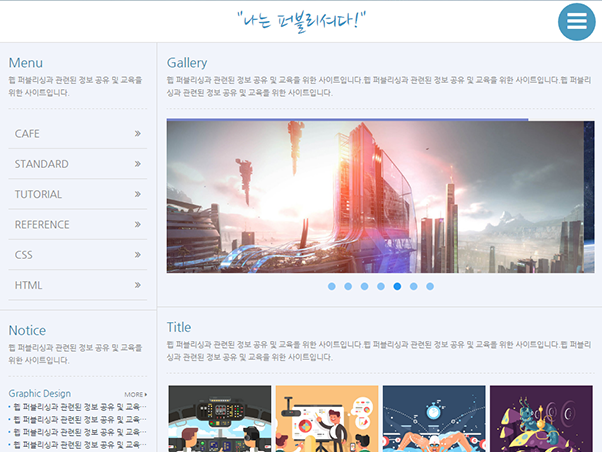 "나는 퍼블리셔다!"
Menu
웹 퍼블리싱과 관련된 정보 공유 및 교육을
위한 사이트입니다.
CAFE
STANDARD
TUTORIAL
REFERENCE
CSS
HTML
Notice
웹 퍼블리싱과 관련된 정보 공유 및 교육을
위한 사이트입니다.
Graphic Design MORE
웹 퍼블리싱과 관련된 정보 공유 및 교육…
웹 퍼블리싱과 관련된 정보 공유 및 교육…
웹 퍼블리싱과 관련된 정보 공유 및 교육…
웹 퍼블리싱과 관련된 정보 공유 및 교육…
Gallery
웹 퍼블리싱과 관련된 정보 공유 및 교육을 위한 사이트입니다.웹 퍼블리싱과 관련된 정보 공유 및 교육을 위한 사이트입니다.웹 퍼블리
싱과 관련된 정보 공유 및 교육을 위한 사이트입니다.
Title
웹 퍼블리싱과 관련된 정보 공유 및 교육을 위한 사이트입니다.웹 퍼블리싱과 관련된 정보 공유 및 교육을 위한 사이트입니다.웹 퍼블리
싱과 관련된 정보 공유 및 교육을 위한 사이트입니다.